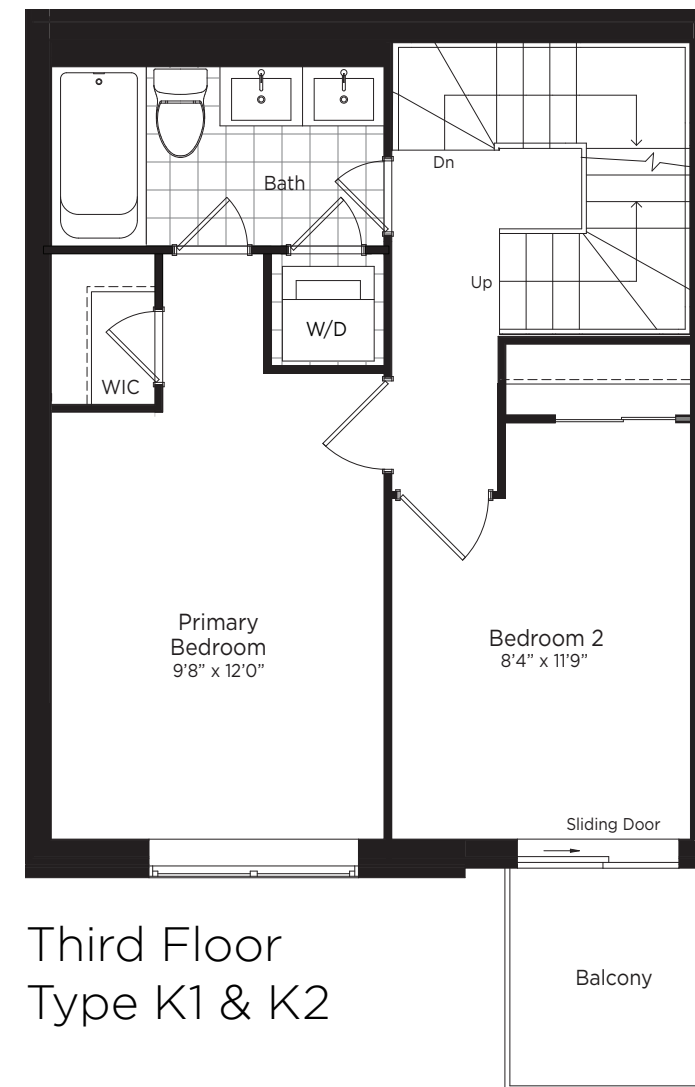 Dn
Bath
Up
W/D
WIC
Primary
Bedroom
9'8” x 12'0”
Bedroom 2
8'4” x 11'9”
Sliding Door
Third Floor
Type K1 & K2
Balcony